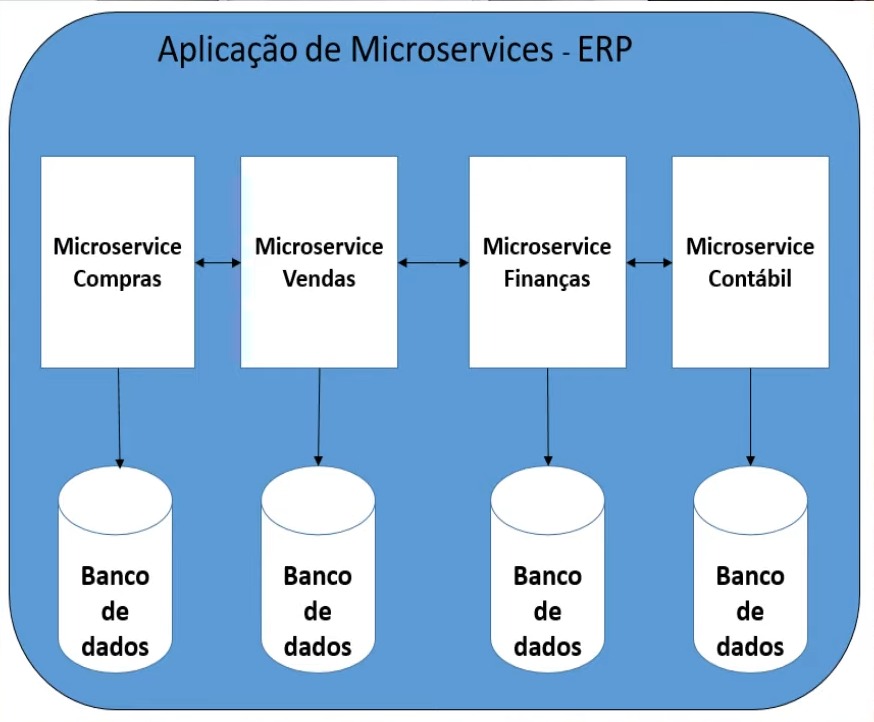 Aplicação de Microservices - ERP
Microservice
Compras
Microservice
Vendas
Microservice
Finanças
Microservice
Contábil
Banco
de
dados
Banco
de
dados
Banco
de
dados
Banco
de
dados